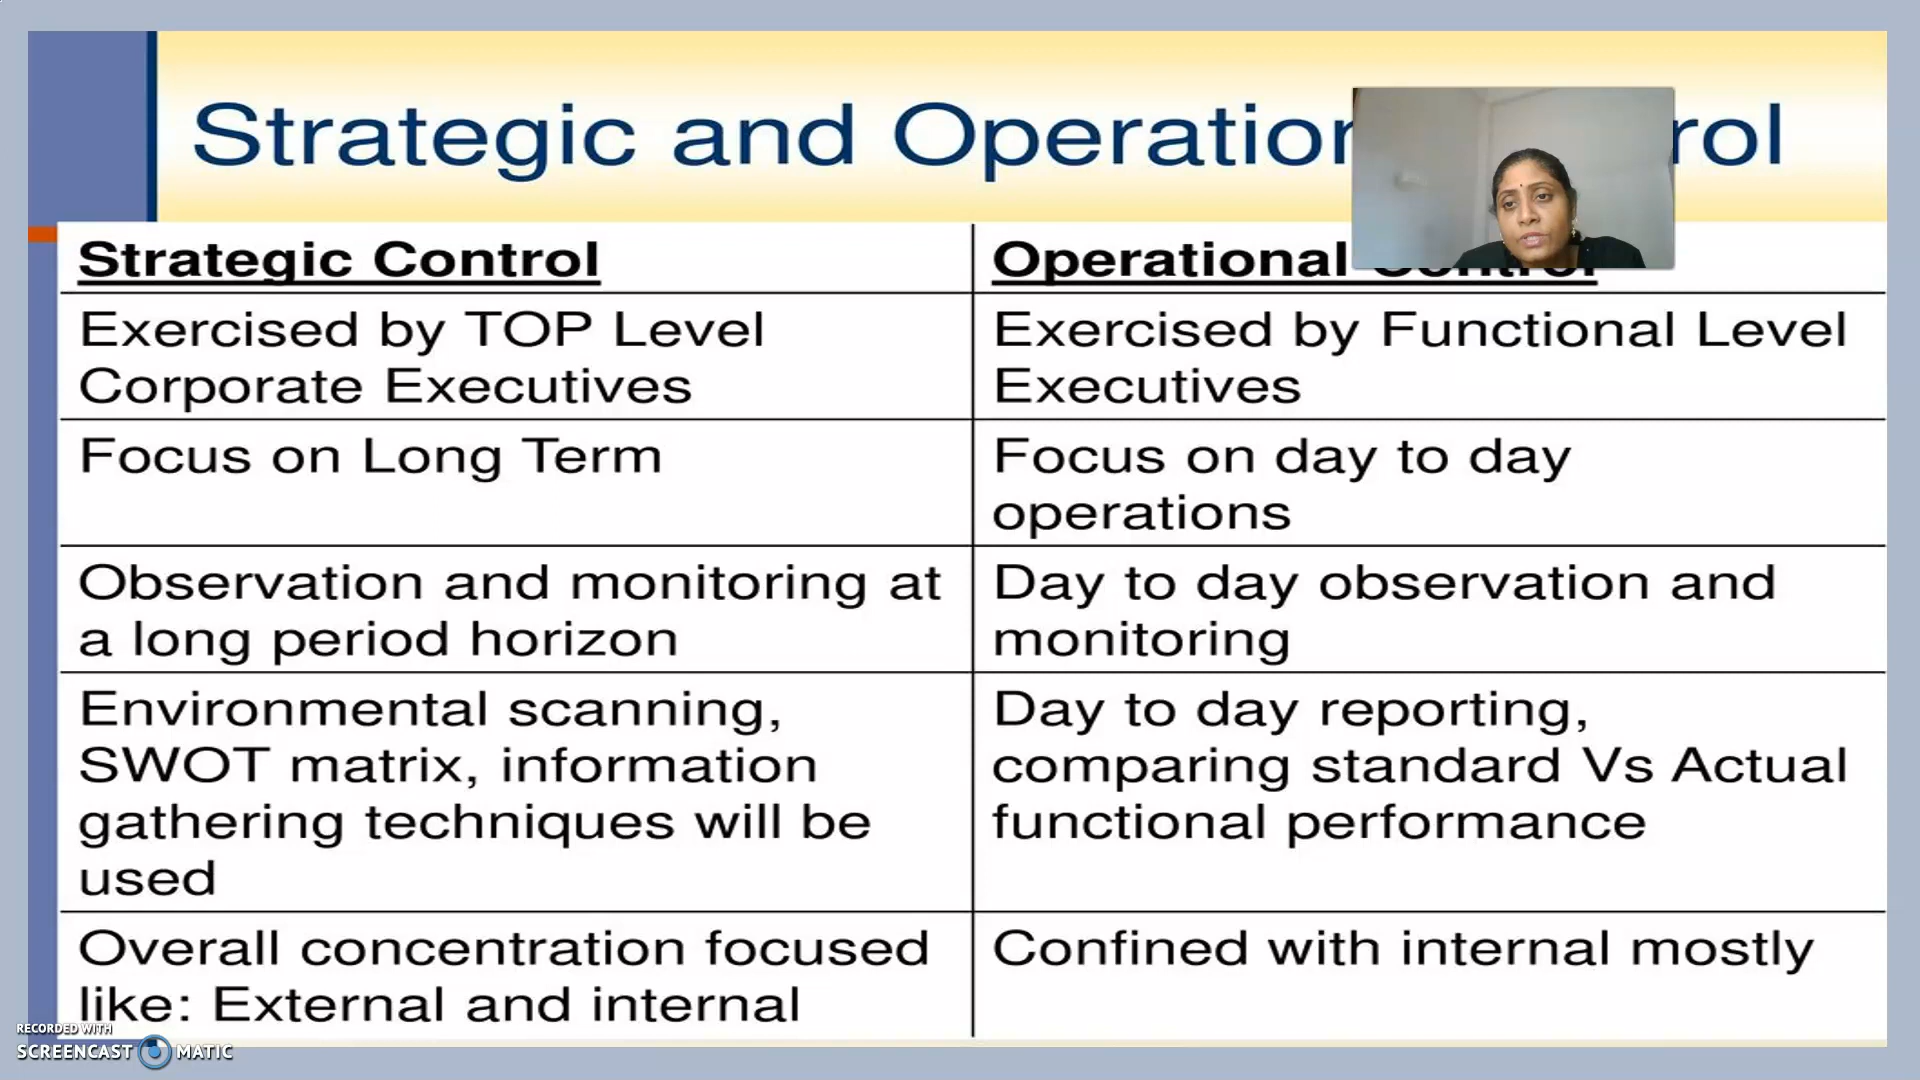 Strategic and Operation rol
Strategic Control
Operational Control
Exercised by TOP Level
Corporate Executives
Exercised by Functional Level
Executives
Focus on Long Term
Focus on day to day
operations
Observation and monitoring at
a long period horizon
Day to day observation and
monitoring
Environmental scanning,
SWOT matrix, information
gathering techniques will be
used
Day to day reporting,
comparing standard Vs Actual
functional performance
Overall concentration focused
like: External and internal
Confined with internal mostly
RECORDED WITH
SCREENCAST MATIC